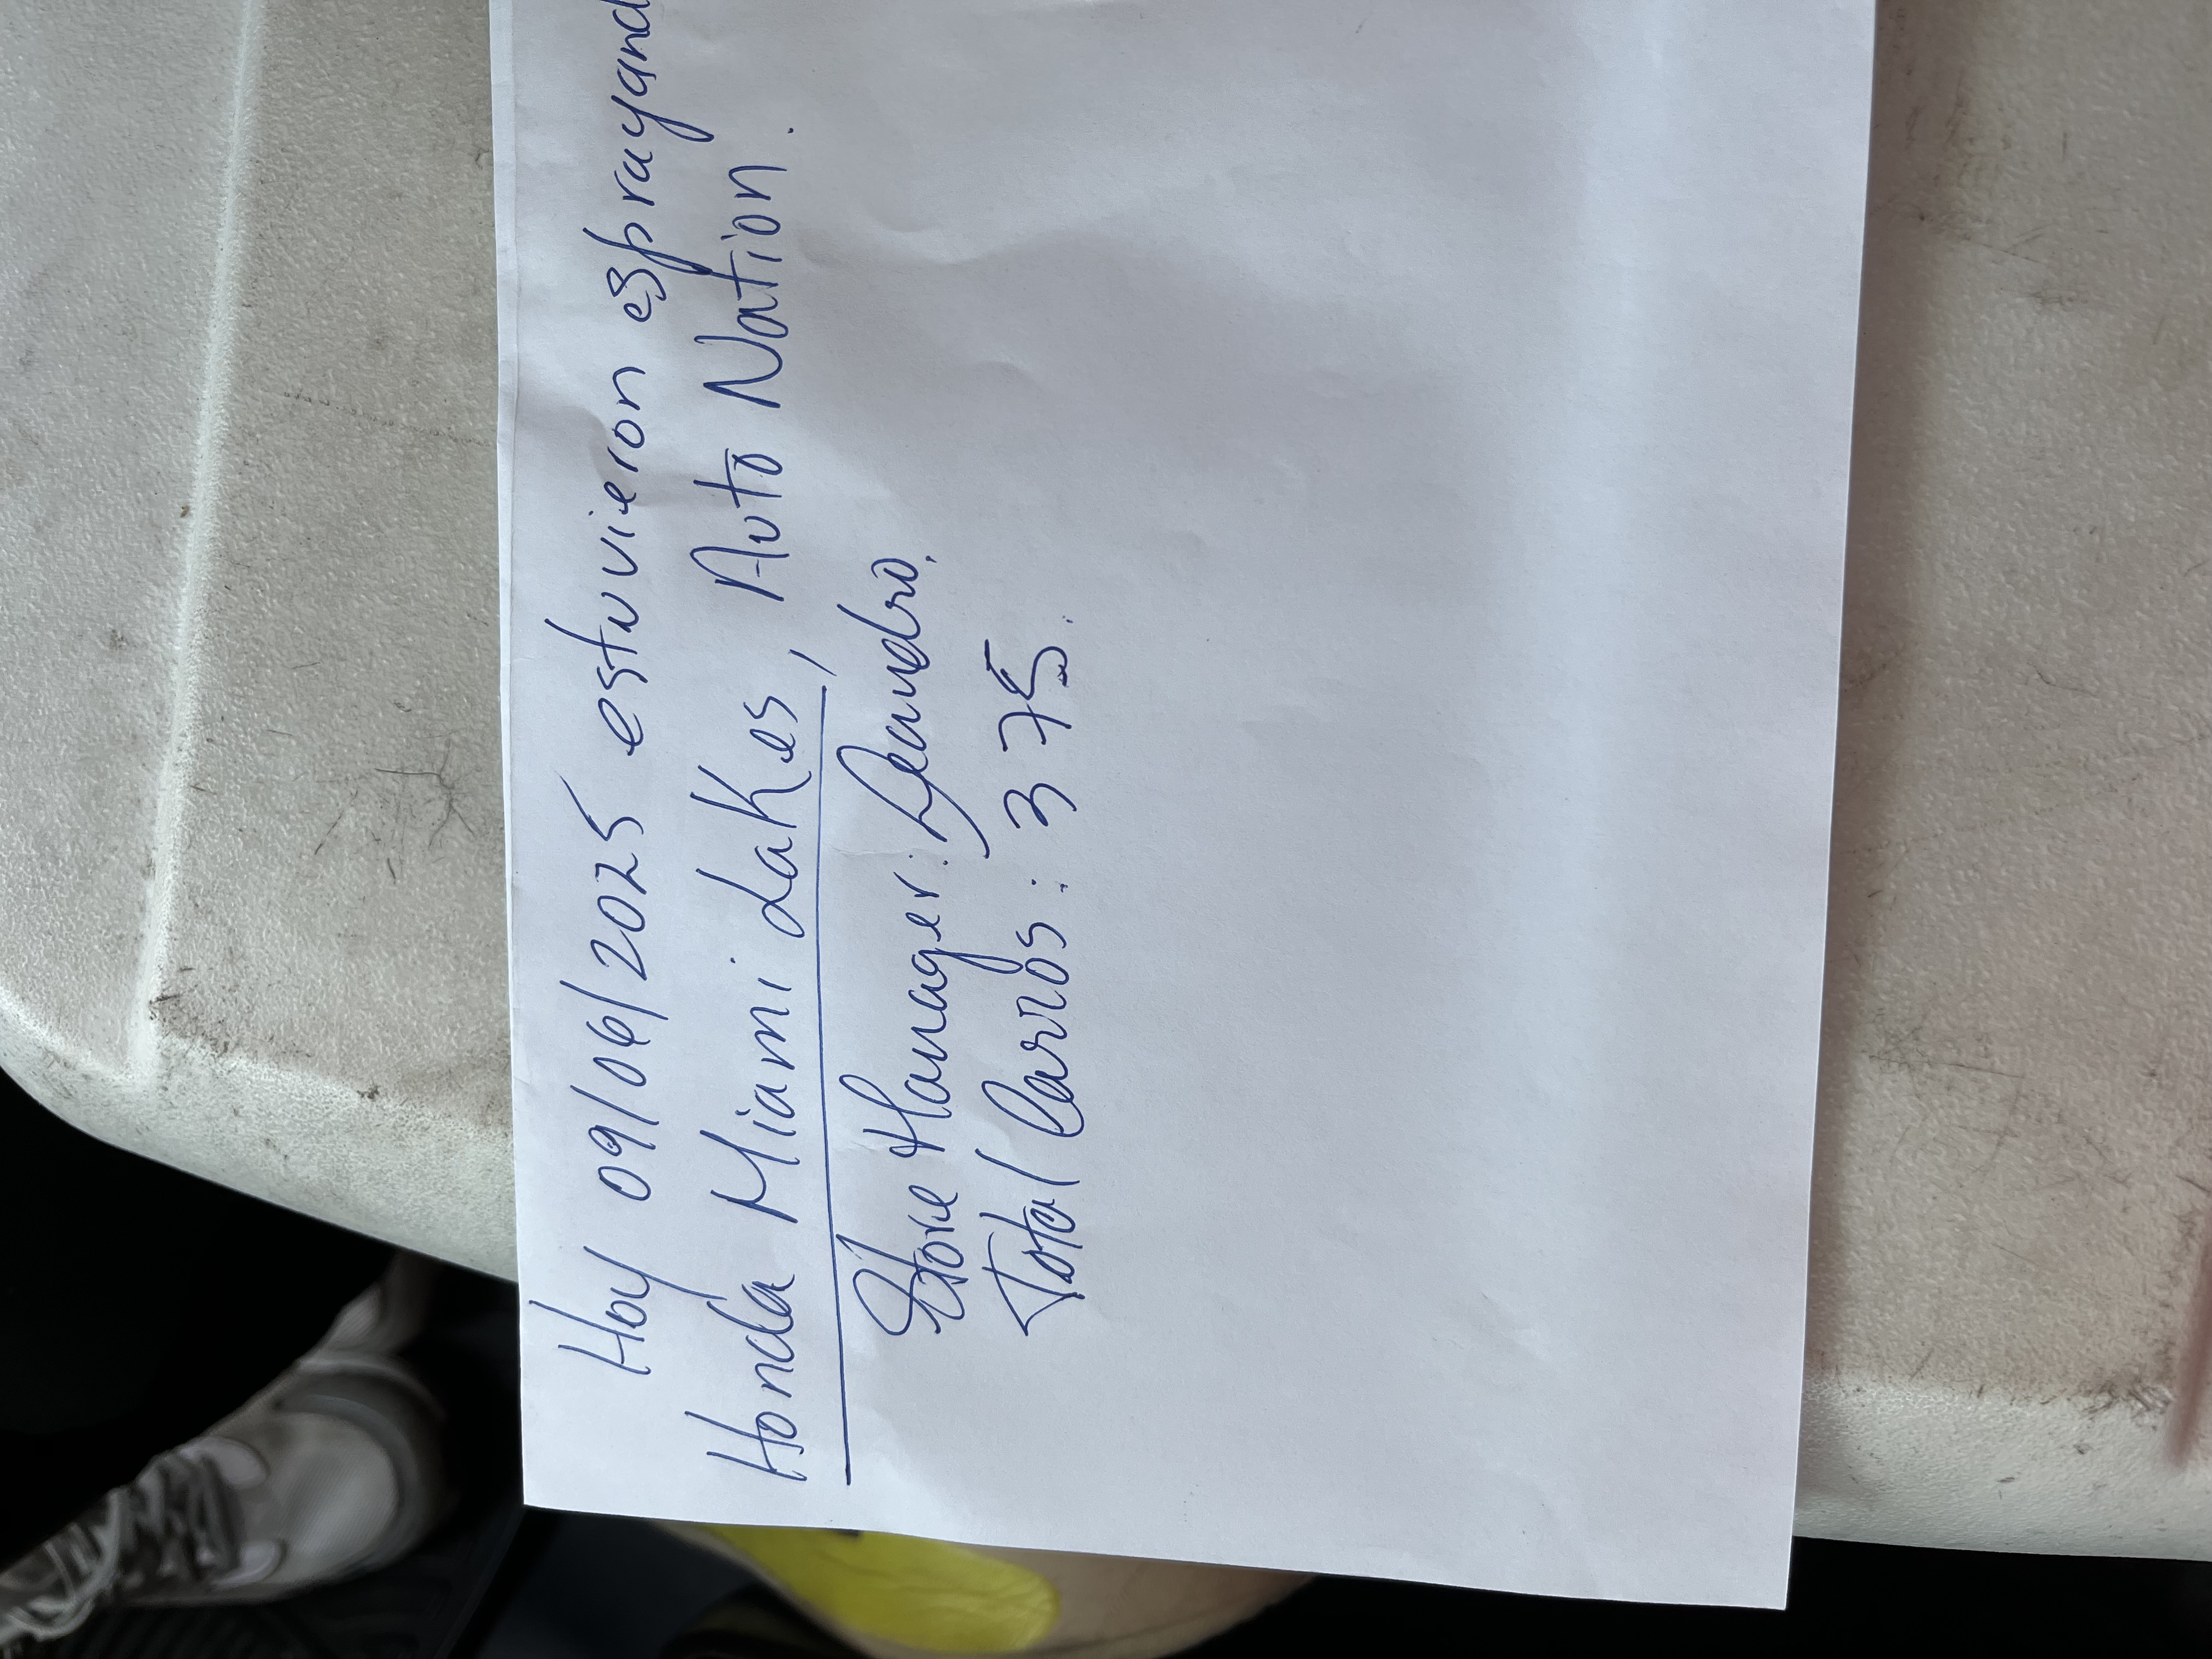 Hoy 09/06/2025 estuvieron esprayand
Honda Miami Lakes, Auto Nation.
Store Manager: Leandro.
Total Carros: 375.